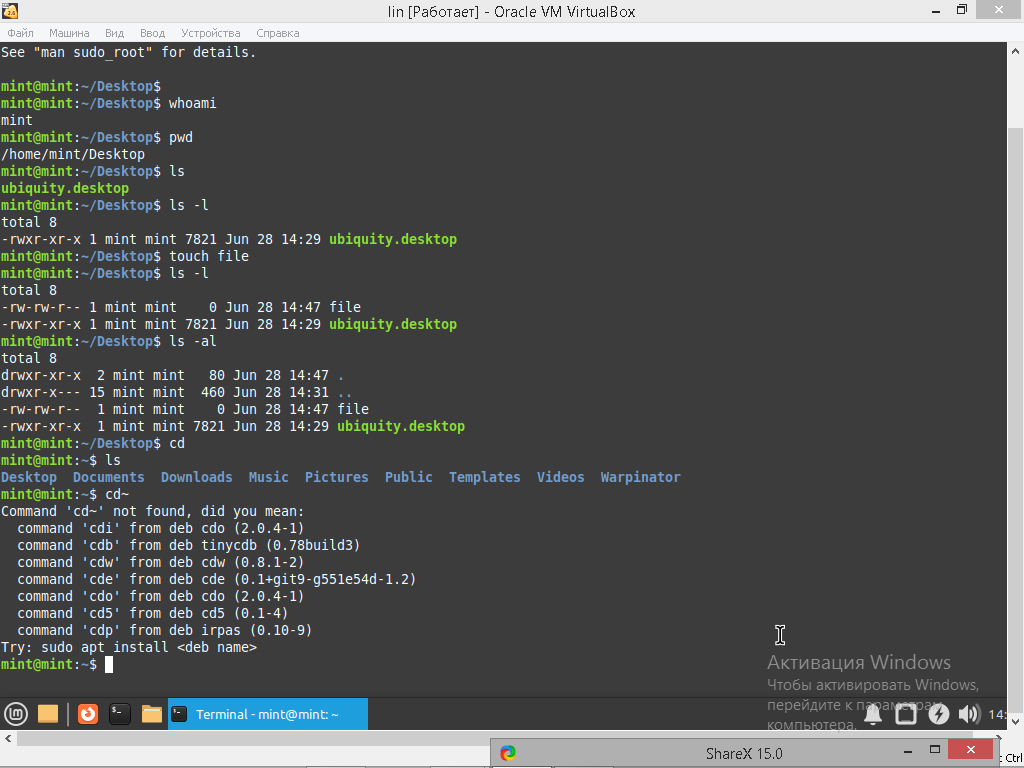 lin [Работает] - Oracle VM VirtualBox
Файл Машина Вид Ввод Устройства Справка
See "man sudo_root" for details.
mint@mint:~/Desktop$
mint@mint:~/Desktop$ whoami
mint
mint@mint:~/Desktop$ pwd
/home/mint/Desktop
mint@mint:~/Desktop$ ls
ubiquity.desktop
mint@mint:~/Desktop$ ls -l
total 8
-rwxr-xr-x 1 mint mint 7821 Jun 28 14:29 ubiquity.desktop
mint@mint:~/Desktop$ touch file
mint@mint:~/Desktop$ ls -l
total 8
-rw-rw-r-- 1 mint mint    0 Jun 28 14:47 file
-rwxr-xr-x 1 mint mint 7821 Jun 28 14:29 ubiquity.desktop
mint@mint:~/Desktop$ ls -al
total 8
drwxr-xr-x  2 mint mint   80 Jun 28 14:47 .
drwxr-x--- 15 mint mint  460 Jun 28 14:31 ..
-rw-rw-r--  1 mint mint    0 Jun 28 14:47 file
-rwxr-xr-x  1 mint mint 7821 Jun 28 14:29 ubiquity.desktop
mint@mint:~/Desktop$ cd
mint@mint:~$ ls
Desktop  Documents  Downloads  Music  Pictures  Public  Templates  Videos  Warpinator
mint@mint:~$ cd~
Command 'cd~' not found, did you mean:
  command 'cdi' from deb cdo (2.0.4-1)
  command 'cdb' from deb tinycdb (0.78build3)
  command 'cdw' from deb cdw (0.8.1-2)
  command 'cde' from deb cde (0.1+git9-g551e54d-1.2)
  command 'cdo' from deb cdo (2.0.4-1)
  command 'cd5' from deb cd5 (0.1-4)
  command 'cdp' from deb irpas (0.10-9)
Try: sudo apt install <deb name>
mint@mint:~$
Активация Windows
Чтобы активировать Windows,
перейдите к параметрам
компьютера.
Terminal - mint@mint: ~
14:
ShareX 15.0
Ctrl